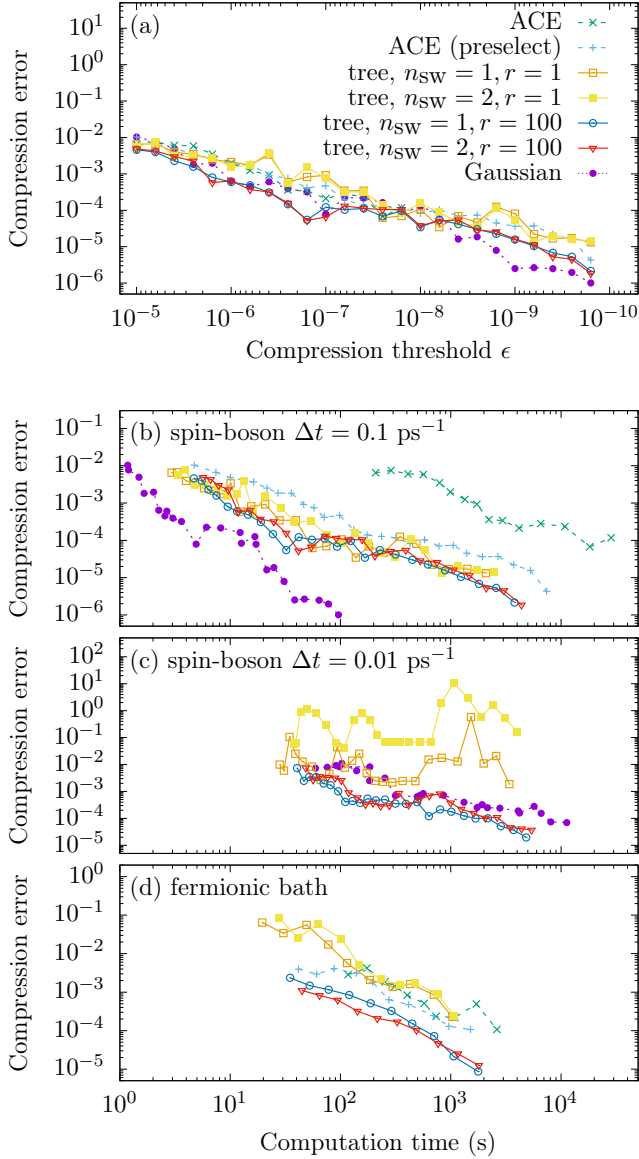 (a)
ACE
ACE (preselect)
tree, n_sw = 1, r = 1
tree, n_sw = 2, r = 1
tree, n_sw = 1, r = 100
tree, n_sw = 2, r = 100
Gaussian
10^1
10^0
10^-1
10^-2
10^-3
10^-4
10^-5
10^-6
Compression error
10^-5 10^-6 10^-7 10^-8 10^-9 10^-10
Compression threshold ϵ
(b) spin-boson Δt = 0.1 ps^-1
10^-1
10^-2
10^-3
10^-4
10^-5
10^-6
Compression error
(c) spin-boson Δt = 0.01 ps^-1
10^2
10^1
10^0
10^-1
10^-2
10^-3
10^-4
10^-5
Compression error
(d) fermionic bath
10^0
10^-1
10^-2
10^-3
10^-4
10^-5
Compression error
10^0 10^1 10^2 10^3 10^4
Computation time (s)